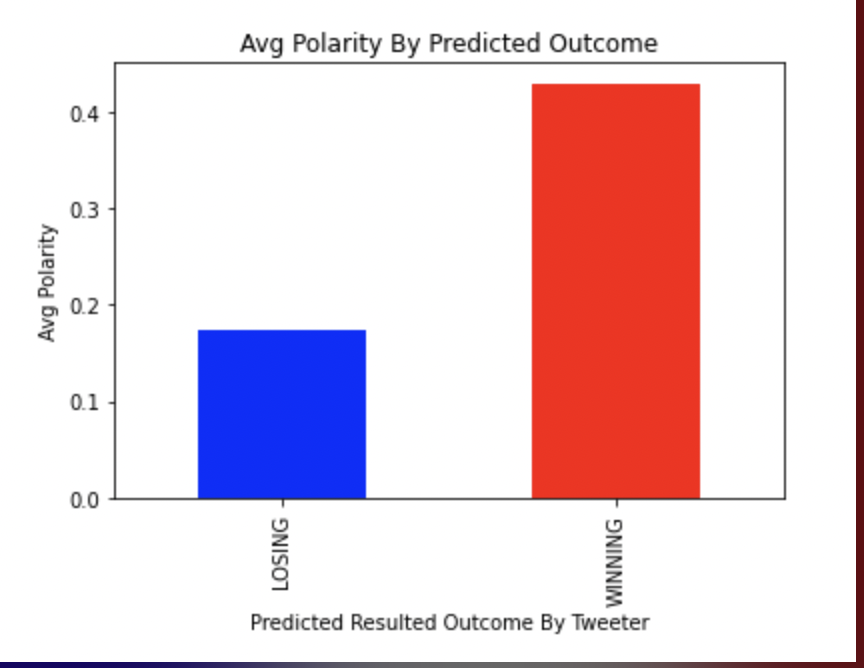 Avg Polarity By Predicted Outcome
Avg Polarity
0.4
0.3
0.2
0.1
0.0
LOSING
WINNING
Predicted Resulted Outcome By Tweeter